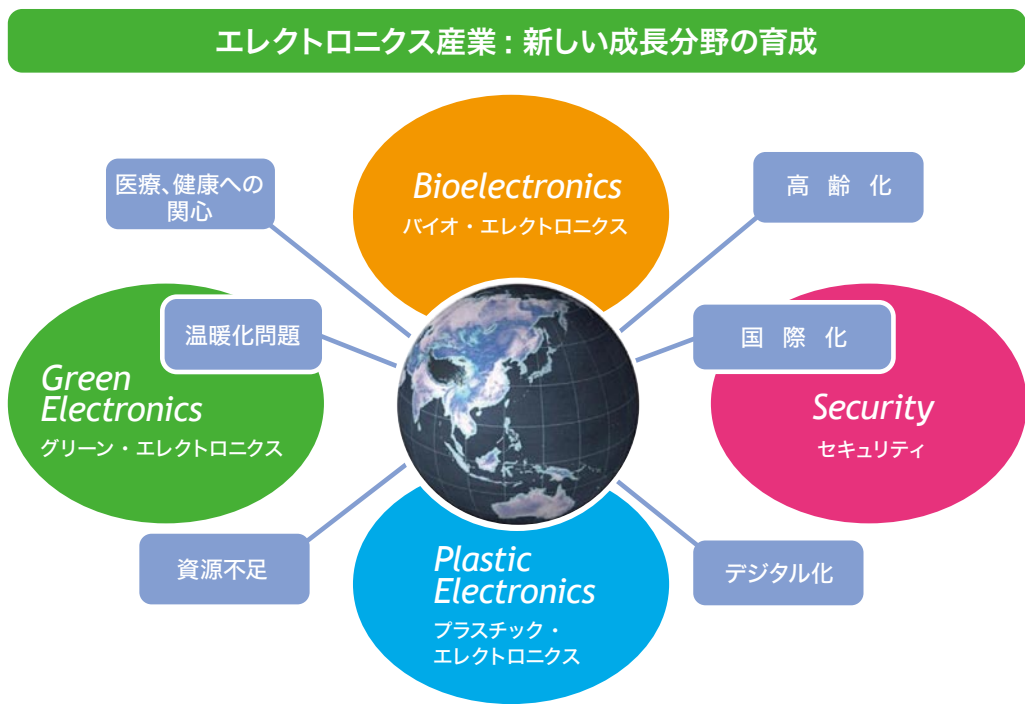 エレクトロニクス産業 : 新しい成長分野の育成
医療、健康への
関心
Bioelectronics
バイオ・エレクトロニクス
高 齢 化
温暖化問題
国 際 化
Green
Electronics
グリーン・エレクトロニクス
Security
セキュリティ
資源不足
Plastic
Electronics
プラスチック・
エレクトロニクス
デジタル化